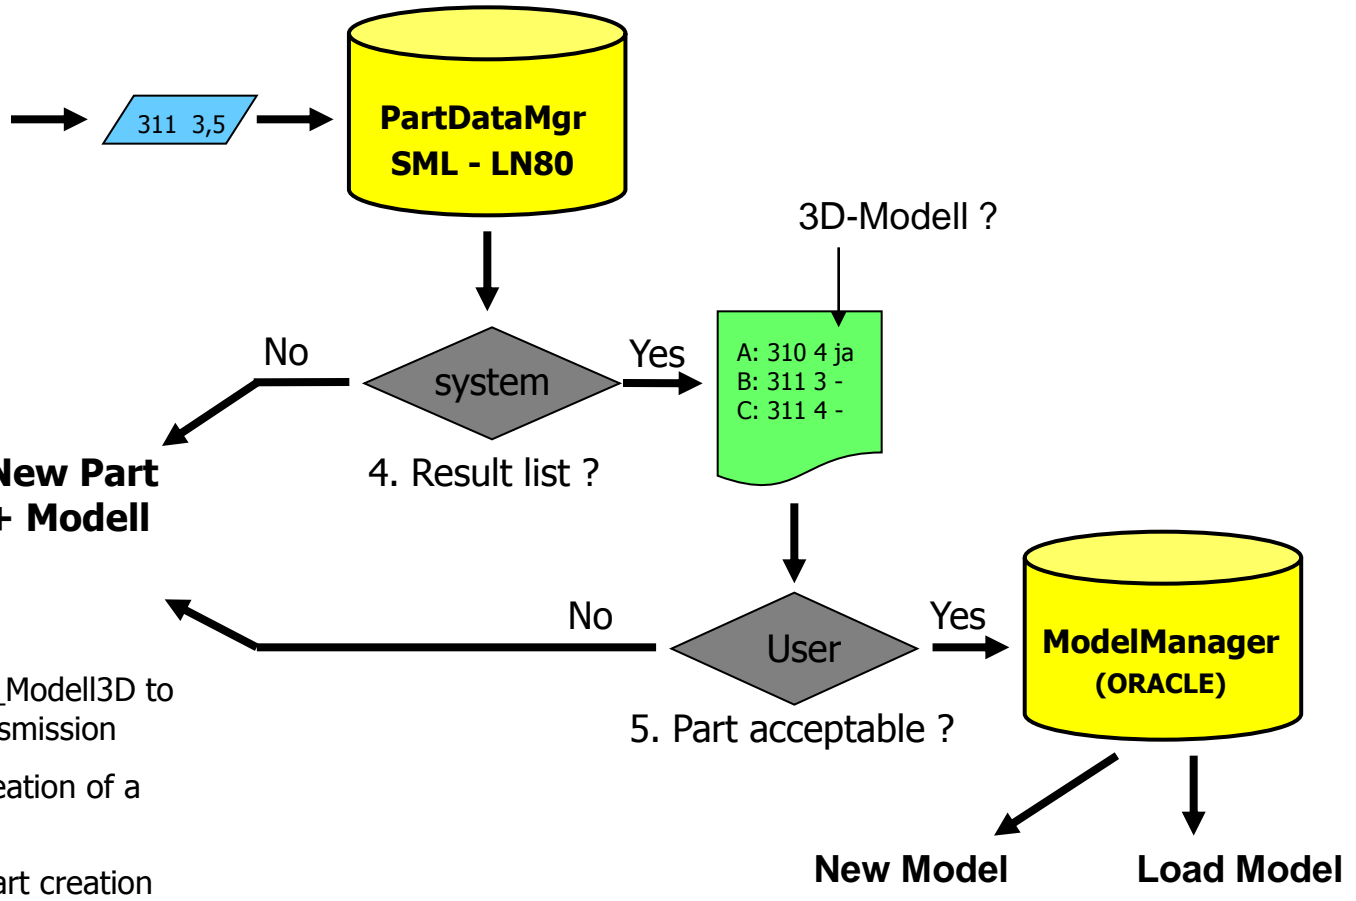 311 3,5
PartDataMgr
SML - LN80
3D-Modell ?
No
system
Yes
A: 310 4 ja
B: 311 3 -
C: 311 4 -
4. Result list ?
New Part
+ Modell
No
User
Yes
5. Part acceptable ?
ModelManager
(ORACLE)
_Modell3D to
smission
eation of a
art creation
New Model
Load Model